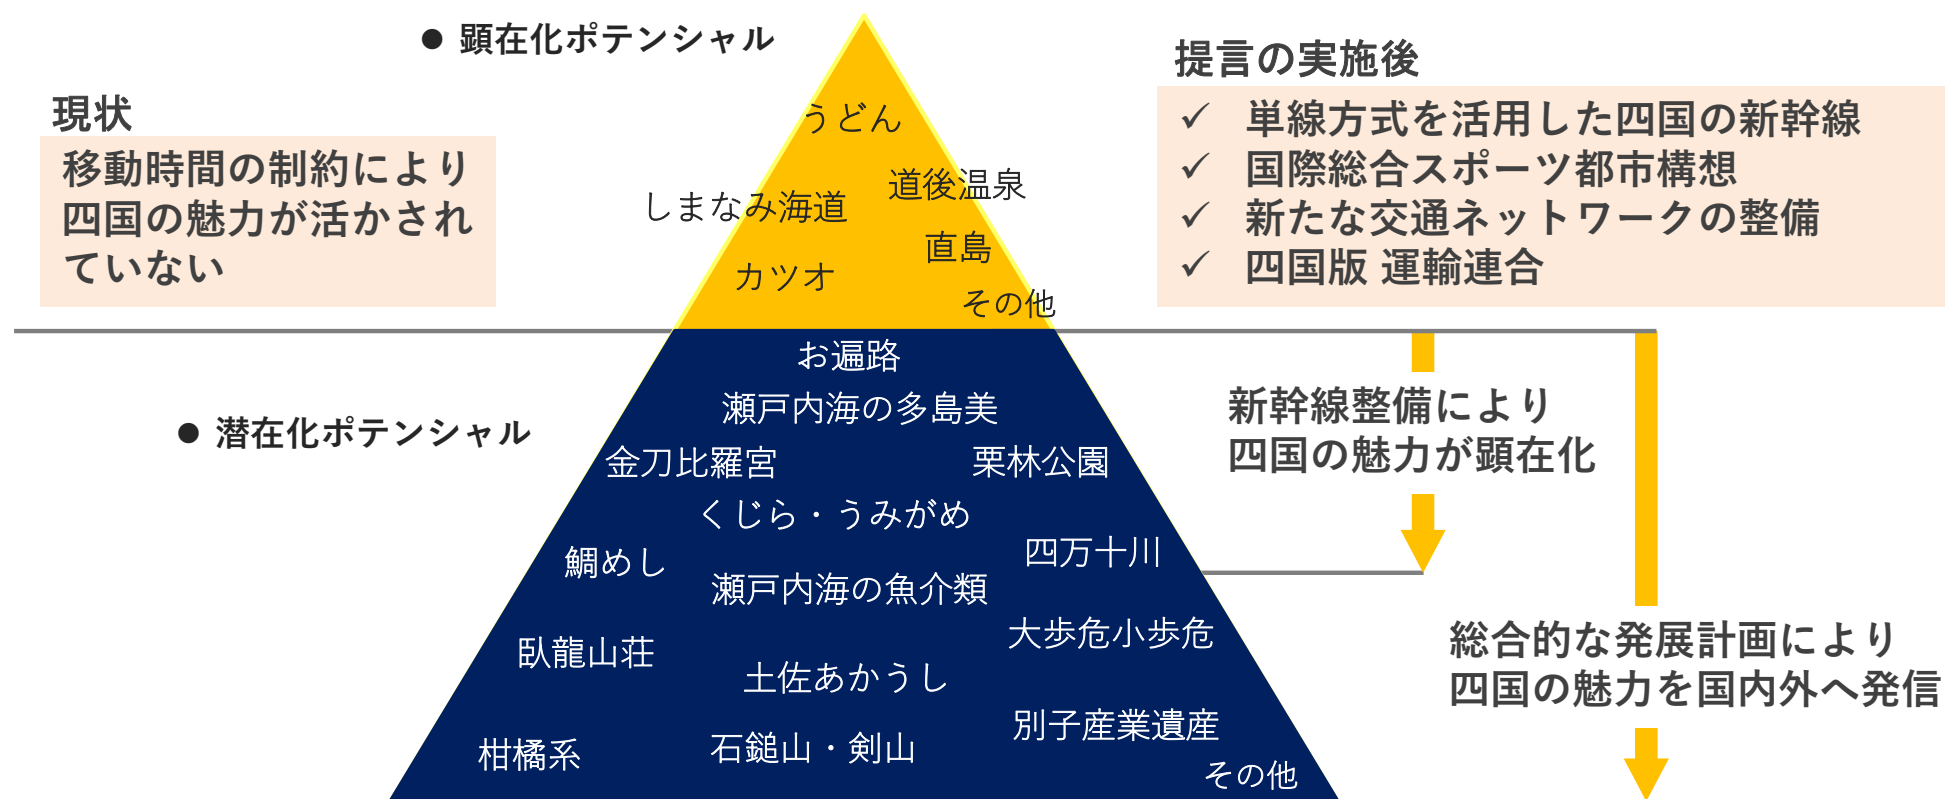 ● 顕在化ポテンシャル
現状
移動時間の制約により
四国の魅力が活かされ
ていない
うどん
しまなみ海道
道後温泉
カツオ
直島
その他
提言の実施後
✓ 単線方式を活用した四国の新幹線
✓ 国際総合スポーツ都市構想
✓ 新たな交通ネットワークの整備
✓ 四国版 運輸連合
● 潜在化ポテンシャル
お遍路
瀬戸内海の多島美
金刀比羅宮
栗林公園
くじら・うみがめ
鯛めし
四万十川
瀬戸内海の魚介類
大歩危小歩危
臥龍山荘
土佐あかうし
別子産業遺産
柑橘系
石鎚山・剣山
その他
新幹線整備により
四国の魅力が顕在化
総合的な発展計画により
四国の魅力を国内外へ発信